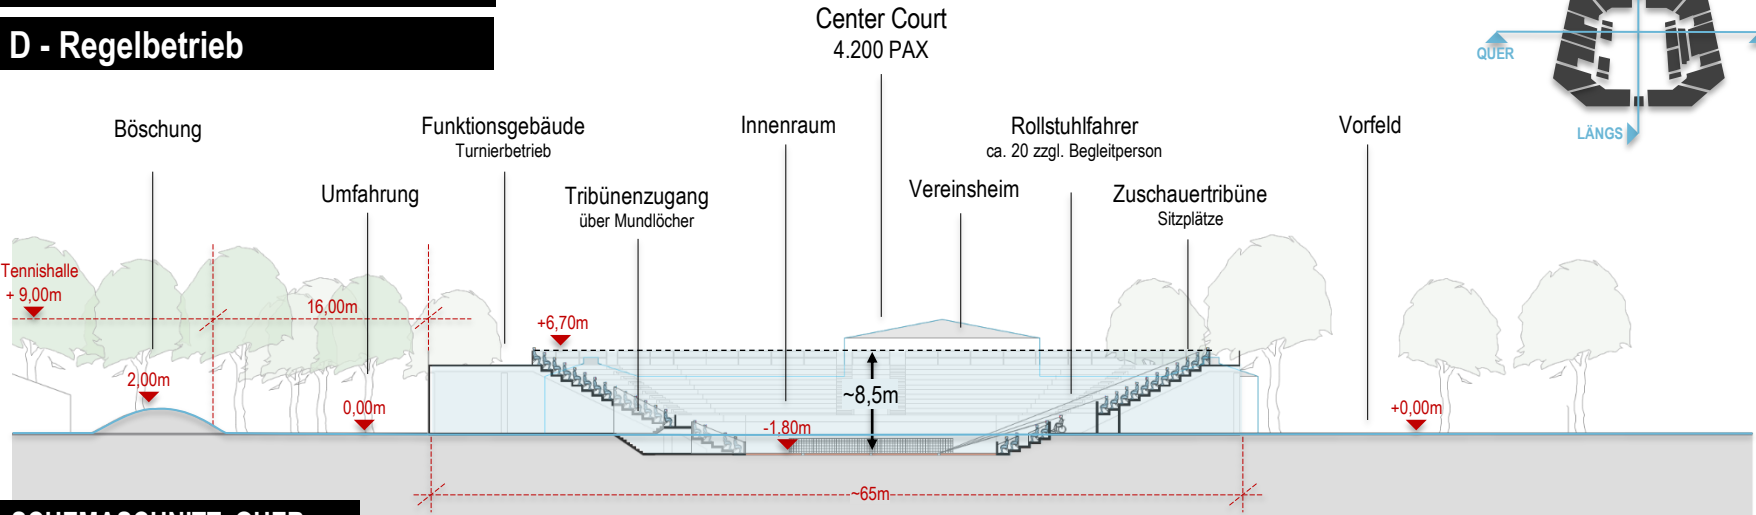 D - Regelbetrieb
Center Court
4.200 PAX
QUER
LÄNGS
Böschung
Funktionsgebäude
Turnierbetrieb
Innenraum
Rollstuhlfahrer
ca. 20 zzgl. Begleitperson
Vorfeld
Umfahrung
Tribünenzugang
über Mundlöcher
Vereinsheim
Zuschauertribüne
Sitzplätze
Tennishalle
+ 9,00m
16,00m
+6,70m
2,00m
0,00m
~8,5m
-1,80m
+0,00m
~65m
SCHEMASCHNITT QUER